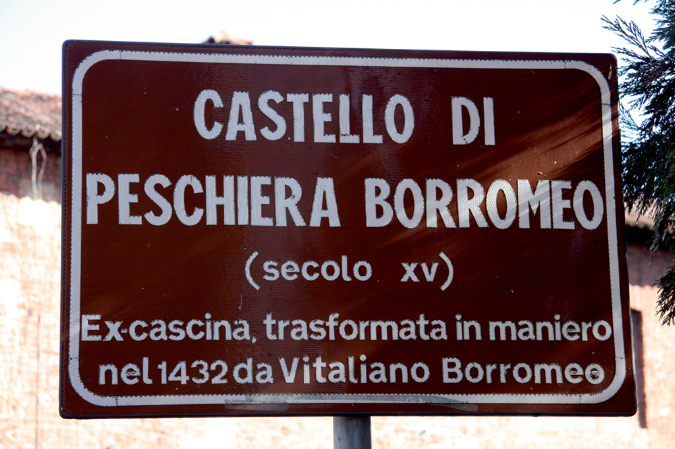 CASTELLO DI
PESCHIERA BORROMEO
(secolo xv)
Ex-cascina, trasformata in maniero
nel 1432 da Vitaliano Borromeo